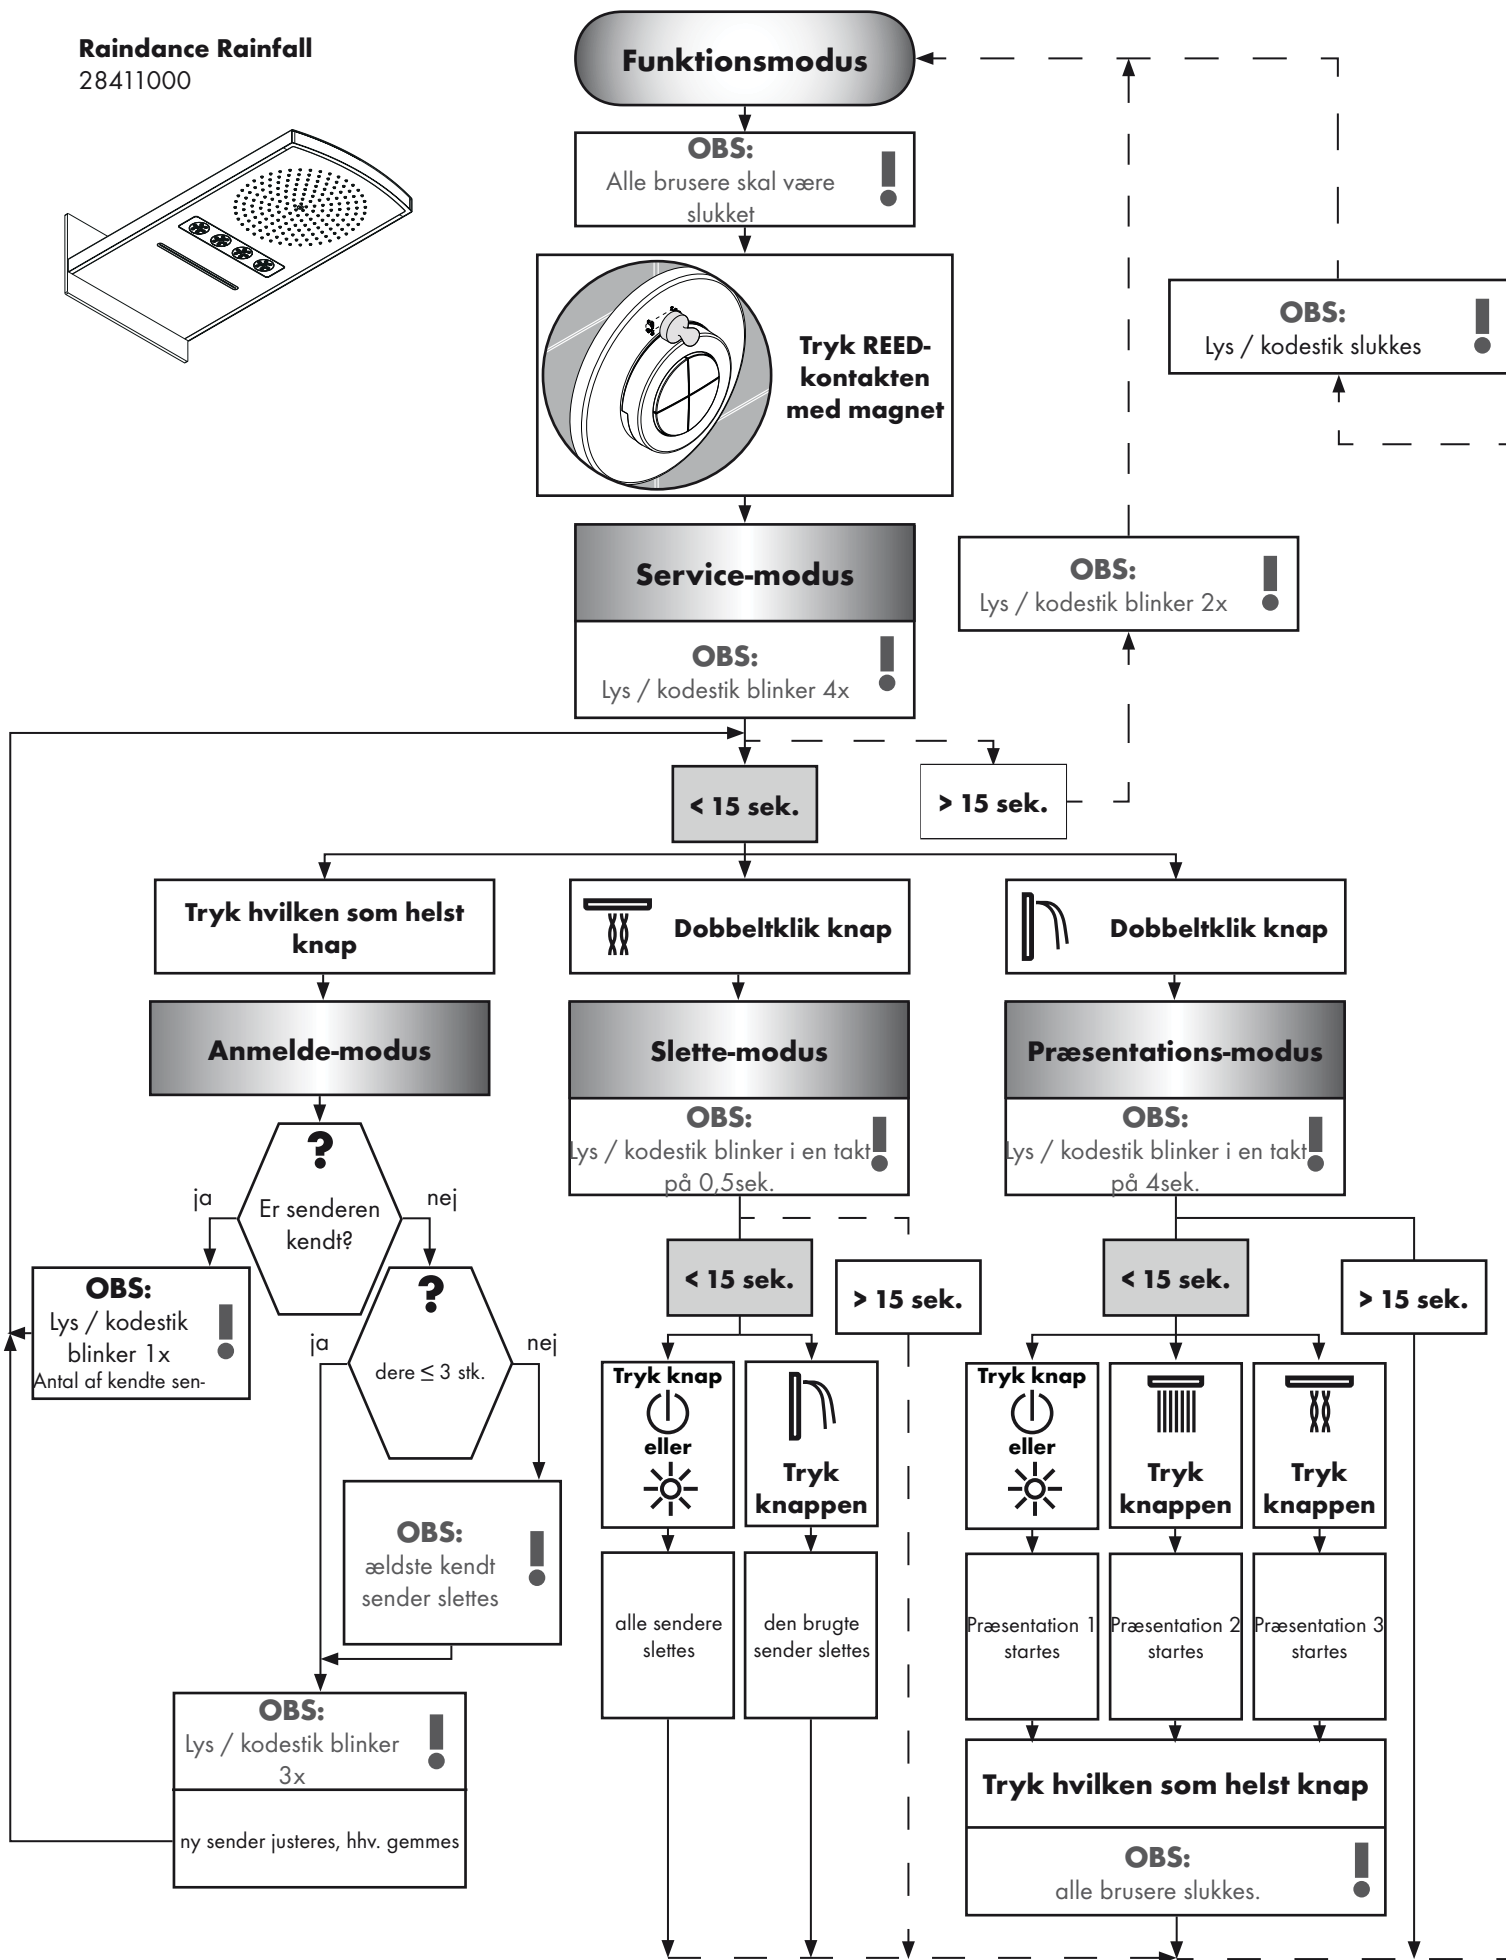 Raindance Rainfall
28411000
Funktionsmodus
OBS:
Alle brusere skal være
slukket
Tryk REED-
kontakten
med magnet
OBS:
Lys / kodestik slukkes
Service-modus
OBS:
Lys / kodestik blinker 4x
OBS:
Lys / kodestik blinker 2x
< 15 sek.
> 15 sek.
Tryk hvilken som helst
knap
Dobbeltklik knap
Dobbeltklik knap
Anmelde-modus
Slette-modus
OBS:
Lys / kodestik blinker i en takt
på 0,5sek.
Præsentations-modus
OBS:
Lys / kodestik blinker i en takt
på 4sek.
?
Er senderen
kendt?
ja
nej
OBS:
Lys / kodestik
blinker 1x
Antal af kendte sen-
?
dere ≤ 3 stk.
ja
nej
OBS:
ældste kendt
sender slettes
OBS:
Lys / kodestik blinker
3x
ny sender justeres, hhv. gemmes
< 15 sek.
> 15 sek.
Tryk knap
eller
Tryk
knappen
alle sendere
slettes
den brugte
sender slettes
< 15 sek.
> 15 sek.
Tryk knap
eller
Tryk
knappen
Tryk
knappen
Præsentation 1
startes
Præsentation 2
startes
Præsentation 3
startes
Tryk hvilken som helst knap
OBS:
alle brusere slukkes.